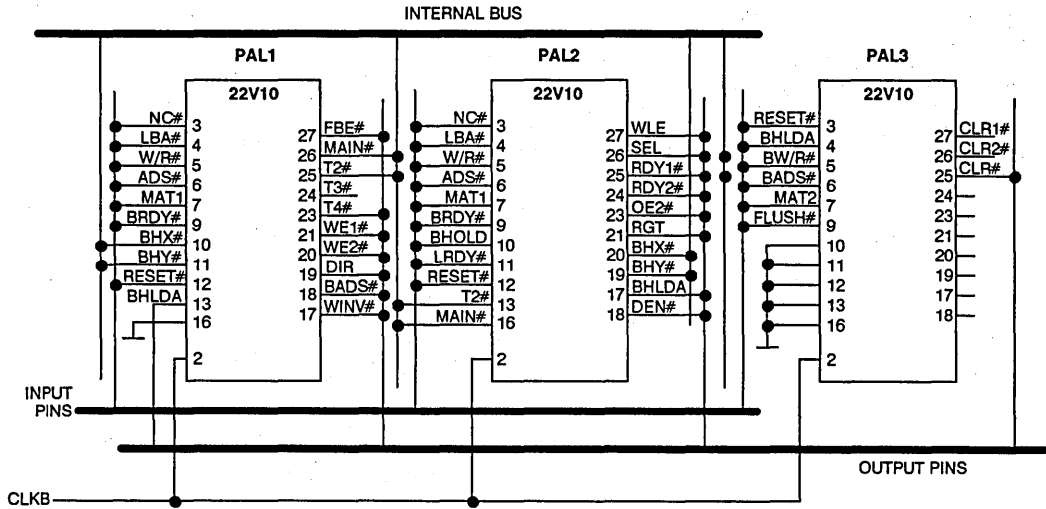 INTERNAL BUS
PAL1
22V10
NC# 3
LBA# 4
W/R# 5
ADS# 6
MAT1 7
BRDY# 9
BHX# 10
BHY# 11
RESET# 12
BHLDA 13
16
2
27 FBE#
26 MAIN#
25 T2#
24 T3#
23 T4#
21 WE1#
20 WE2#
19 DIR
18 BADS#
17 WINV#
PAL2
22V10
NC# 3
LBA# 4
W/R# 5
ADS# 6
MAT1 7
BRDY# 9
BHOLD 10
LRDY# 11
RESET# 12
T2# 13
MAIN# 16
2
27 WLE
26 SEL
25 RDY1#
24 RDY2#
23 OE2#
21 RGT
20 BHX#
19 BHY#
17 BHLDA
18 DEN#
PAL3
22V10
RESET# 3
BHLDA 4
BW/R# 5
BADS# 6
MAT2 7
FLUSH# 9
10
11
12
13
16
2
27 CLR1#
26 CLR2#
25 CLR#
24
23
21
20
19
17
18
INPUT
PINS
OUTPUT PINS
CLKB